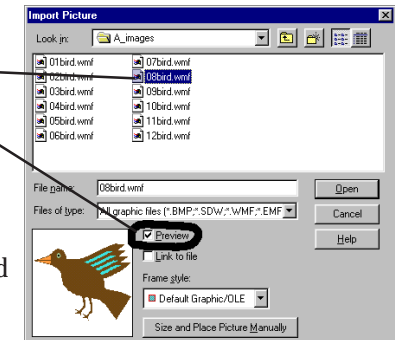 Import Picture
Look in: A_images
01bird.wmf 07bird.wmf
02bird.wmf 08bird.wmf
03bird.wmf 09bird.wmf
04bird.wmf 10bird.wmf
05bird.wmf 11bird.wmf
06bird.wmf 12bird.wmf
File name: 08bird.wmf Open
Files of type: All graphic files (*.BMP;*.SDW;*.WMF;*.EMF Cancel
Preview Help
Link to file
d
Frame style:
Default Graphic/OLE
Size and Place Picture Manually